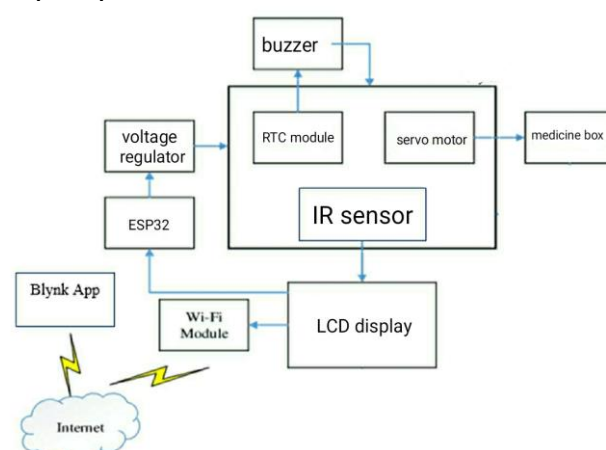 buzzer
voltage
regulator
RTC module
servo motor
medicine box
ESP32
IR sensor
Blynk App
Wi-Fi
Module
LCD display
Internet